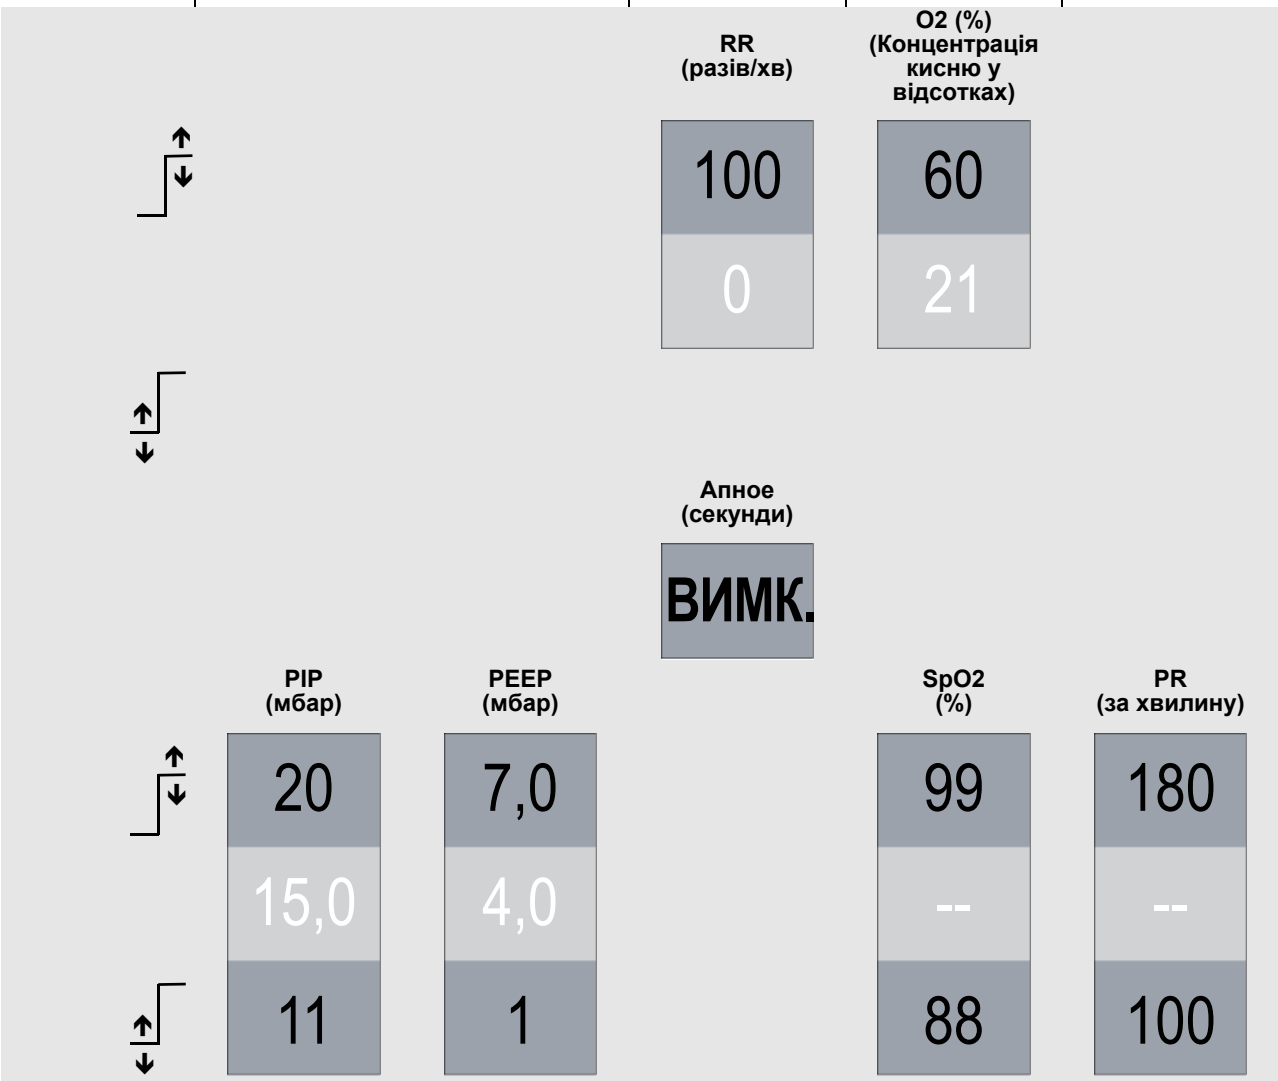 RR
(разів/хв)
O2 (%)
(Концентрація
кисню у
відсотках)
100
60
0
21
Апное
(секунди)
ВИМК.
PIP
(мбар)
PEEP
(мбар)
SpO2
(%)
PR
(за хвилину)
20
7,0
99
180
15,0
4,0
--
--
11
1
88
100